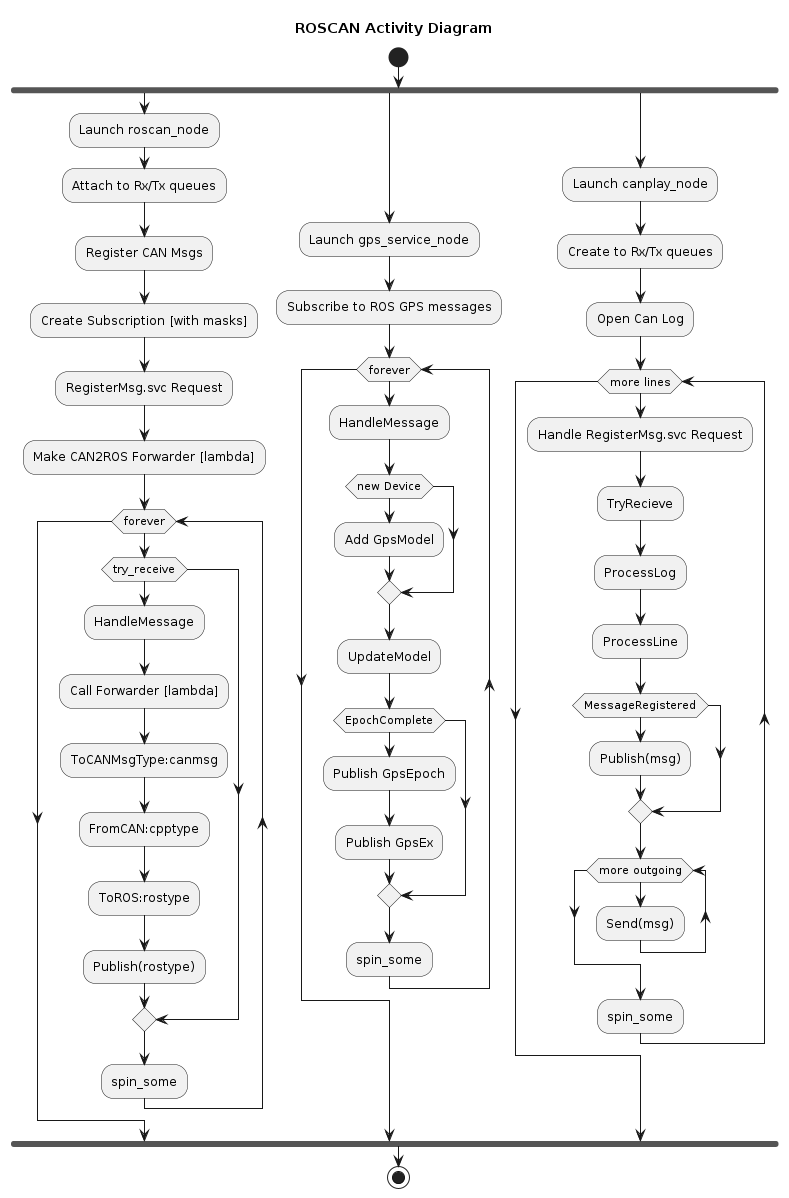 ROSCAN Activity Diagram
Launch roscan_node
Attach to Rx/Tx queues
Register CAN Msgs
Create Subscription [with masks]
RegisterMsg.svc Request
Make CAN2ROS Forwarder [lambda]
forever
try_receive
HandleMessage
Call Forwarder [lambda]
ToCANMsgType:canmsg
FromCAN:cpptype
ToROS:rostype
Publish(rostype)
spin_some
Launch gps_service_node
Subscribe to ROS GPS messages
forever
HandleMessage
new Device
Add GpsModel
UpdateModel
EpochComplete
Publish GpsEpoch
Publish GpsEx
spin_some
Launch canplay_node
Create to Rx/Tx queues
Open Can Log
more lines
Handle RegisterMsg.svc Request
TryRecieve
ProcessLog
ProcessLine
MessageRegistered
Publish(msg)
more outgoing
Send(msg)
spin_some